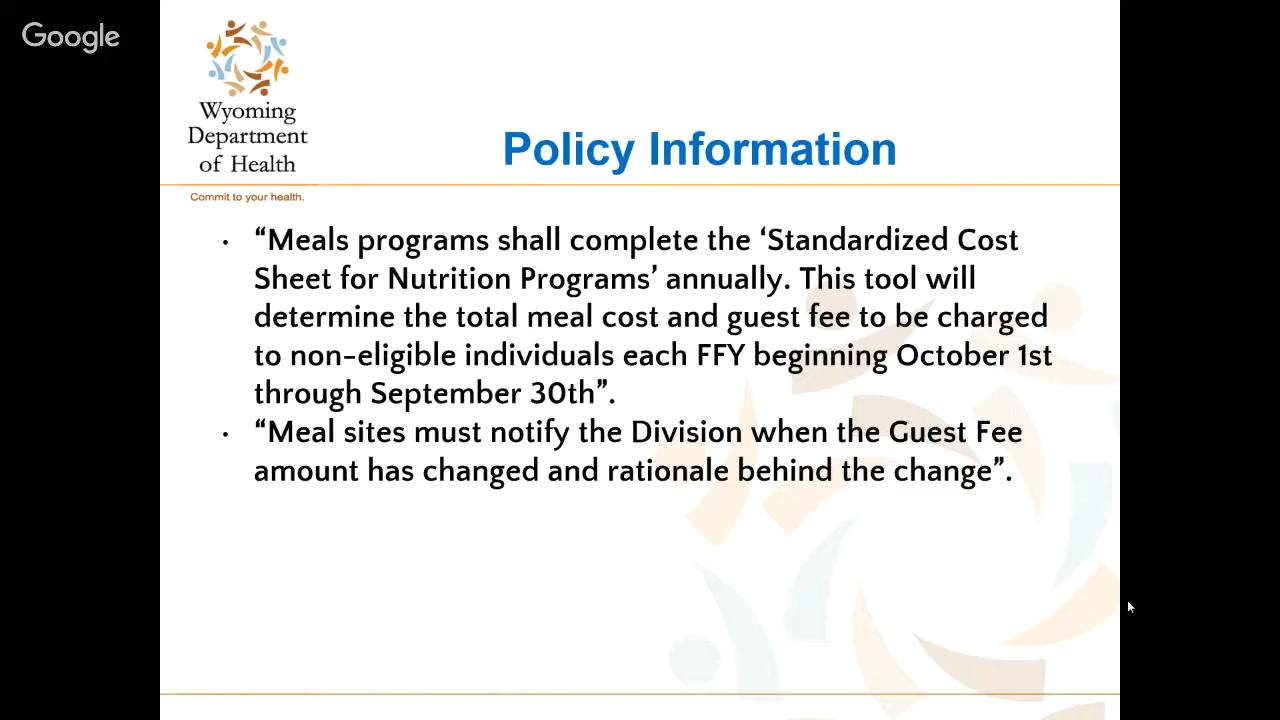 Google
Wyoming
Department
of Health
Commit to your health.
Policy Information
• “Meals programs shall complete the ‘Standardized Cost
Sheet for Nutrition Programs’ annually. This tool will
determine the total meal cost and guest fee to be charged
to non-eligible individuals each FFY beginning October 1st
through September 30th”.
• “Meal sites must notify the Division when the Guest Fee
amount has changed and rationale behind the change”.